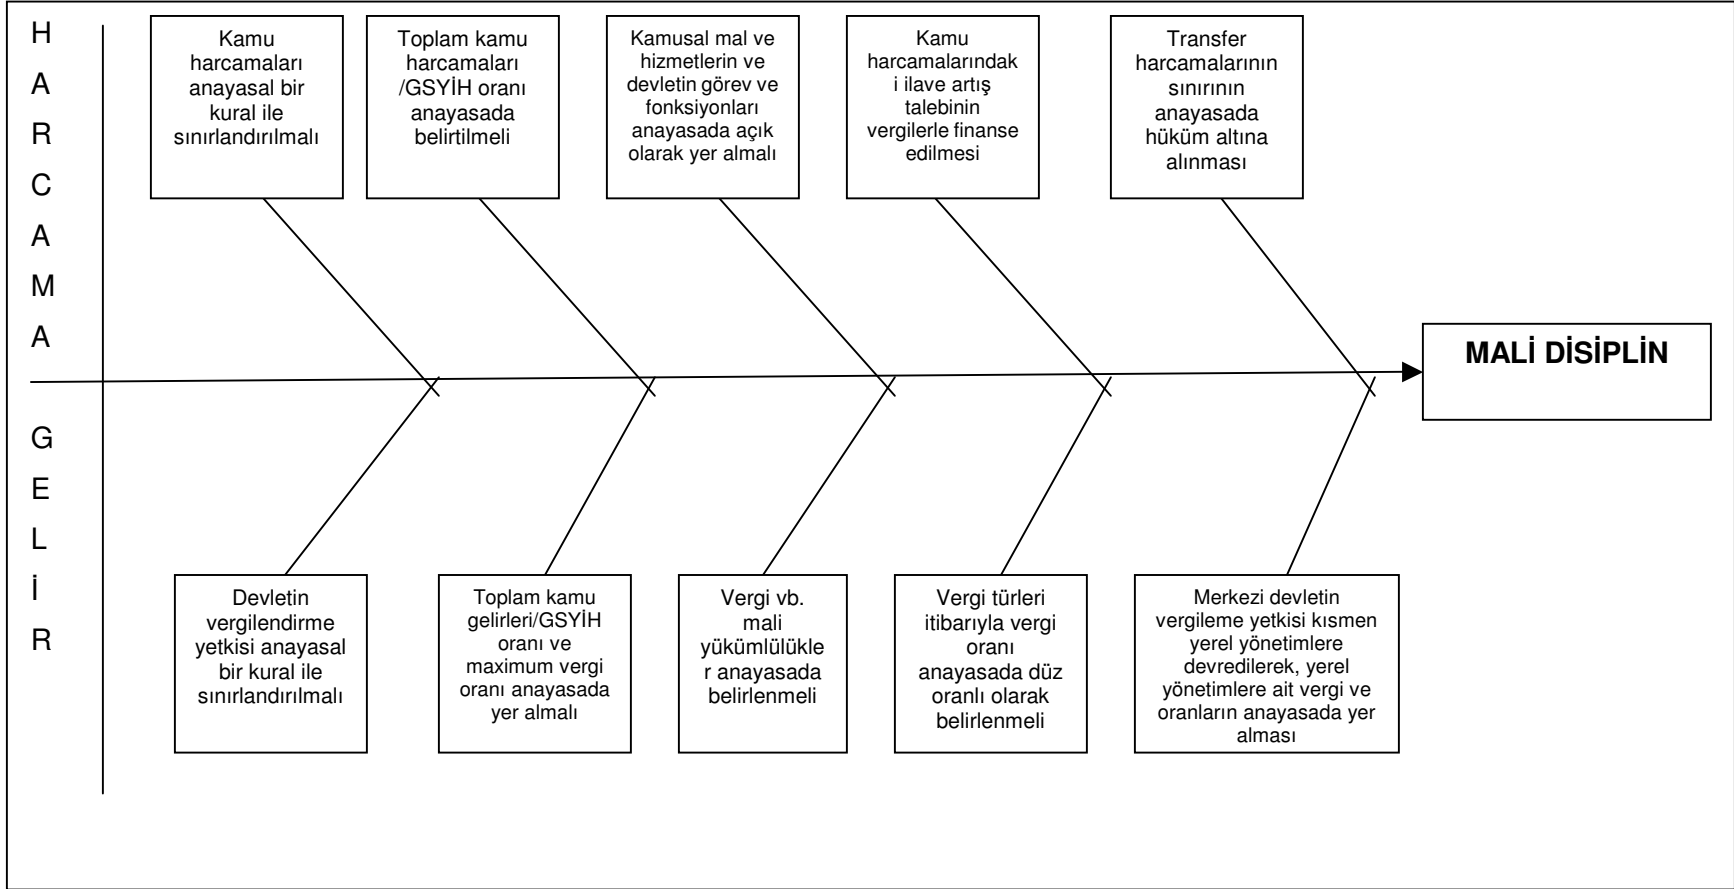 H
A
R
C
A
M
A
Kamu
harcamaları
anayasal bir
kural ile
sınırlandırılmalı
Toplam kamu
harcamaları
/GSYİH oranı
anayasada
belirtilmeli
Kamusal mal ve
hizmetlerin ve
devletin görev ve
fonksiyonları
anayasada açık
olarak yer almalı
Kamu
harcamalarındak
i ilave artış
talebinin
vergilerle finanse
edilmesi
Transfer
harcamalarının
sınırının
anayasada
hüküm altına
alınması
MALİ DİSİPLİN
G
E
L
İ
R
Devletin
vergilendirme
yetkisi anayasal
bir kural ile
sınırlandırılmalı
Toplam kamu
gelirleri/GSYİH
oranı ve
maximum vergi
oranı anayasada
yer almalı
Vergi vb.
mali
yükümlülükle
r anayasada
belirlenmeli
Vergi türleri
itibarıyla vergi
oranı
anayasada düz
oranlı olarak
belirlenmeli
Merkezi devletin
vergileme yetkisi kısmen
yerel yönetimlere
devredilerek, yerel
yönetimlere ait vergi ve
oranların anayasada yer
alması